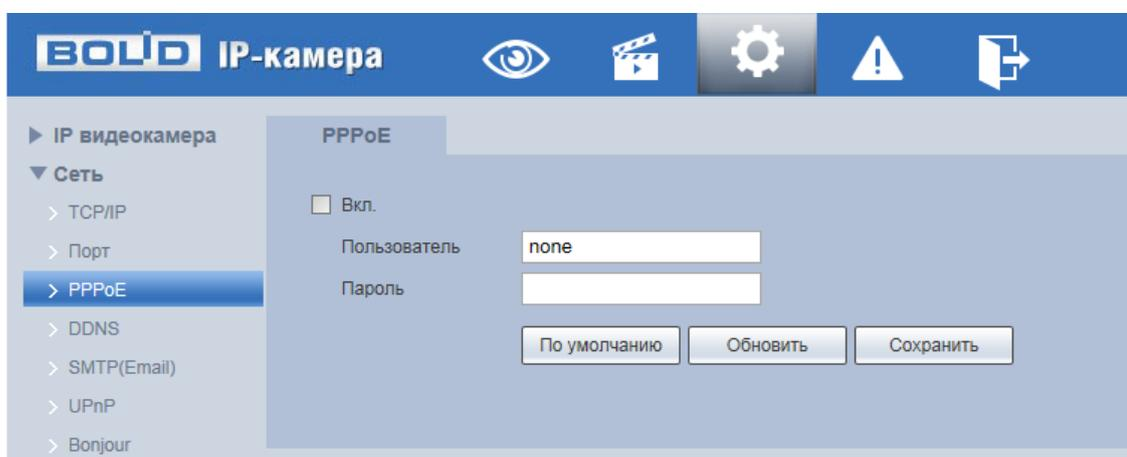 BOLID IP-камера
IP видеокамера
Сеть
TCP/IP
Порт
PPPoE
DDNS
SMTP(Email)
UPnP
Bonjour
PPPoE
Вкл.
Пользователь none
Пароль
По умолчанию Обновить Сохранить